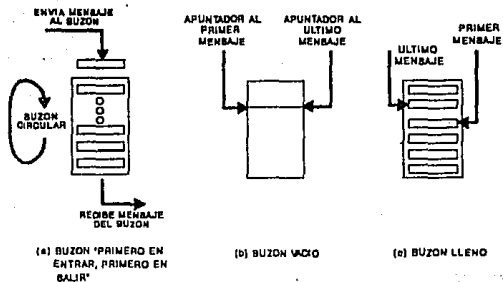 ENVIA MENSAJE
AL BUZON
BUZON
CIRCULAR
RECIBE MENSAJE
DEL BUZON
(a) BUZON "PRIMERO EN
ENTRAR, PRIMERO EN
SALIR"
APUNTADOR AL
PRIMER
MENSAJE
APUNTADOR AL
ULTIMO
MENSAJE
(b) BUZON VACIO
ULTIMO
MENSAJE
PRIMER
MENSAJE
(c) BUZON LLENO